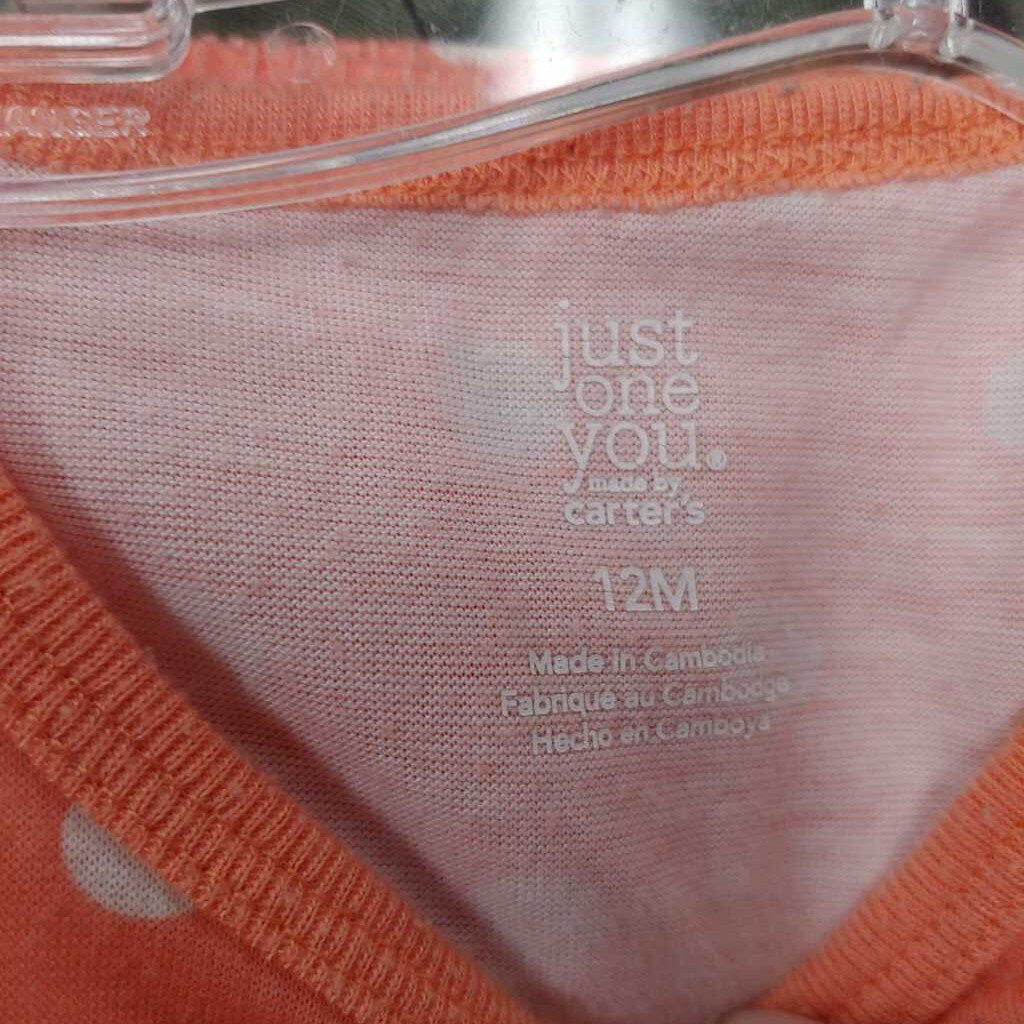 just
one
you.®
made by
carter's
12M
Made in Cambodia
Fabriqué au Cambodge
Hecho en Camboya